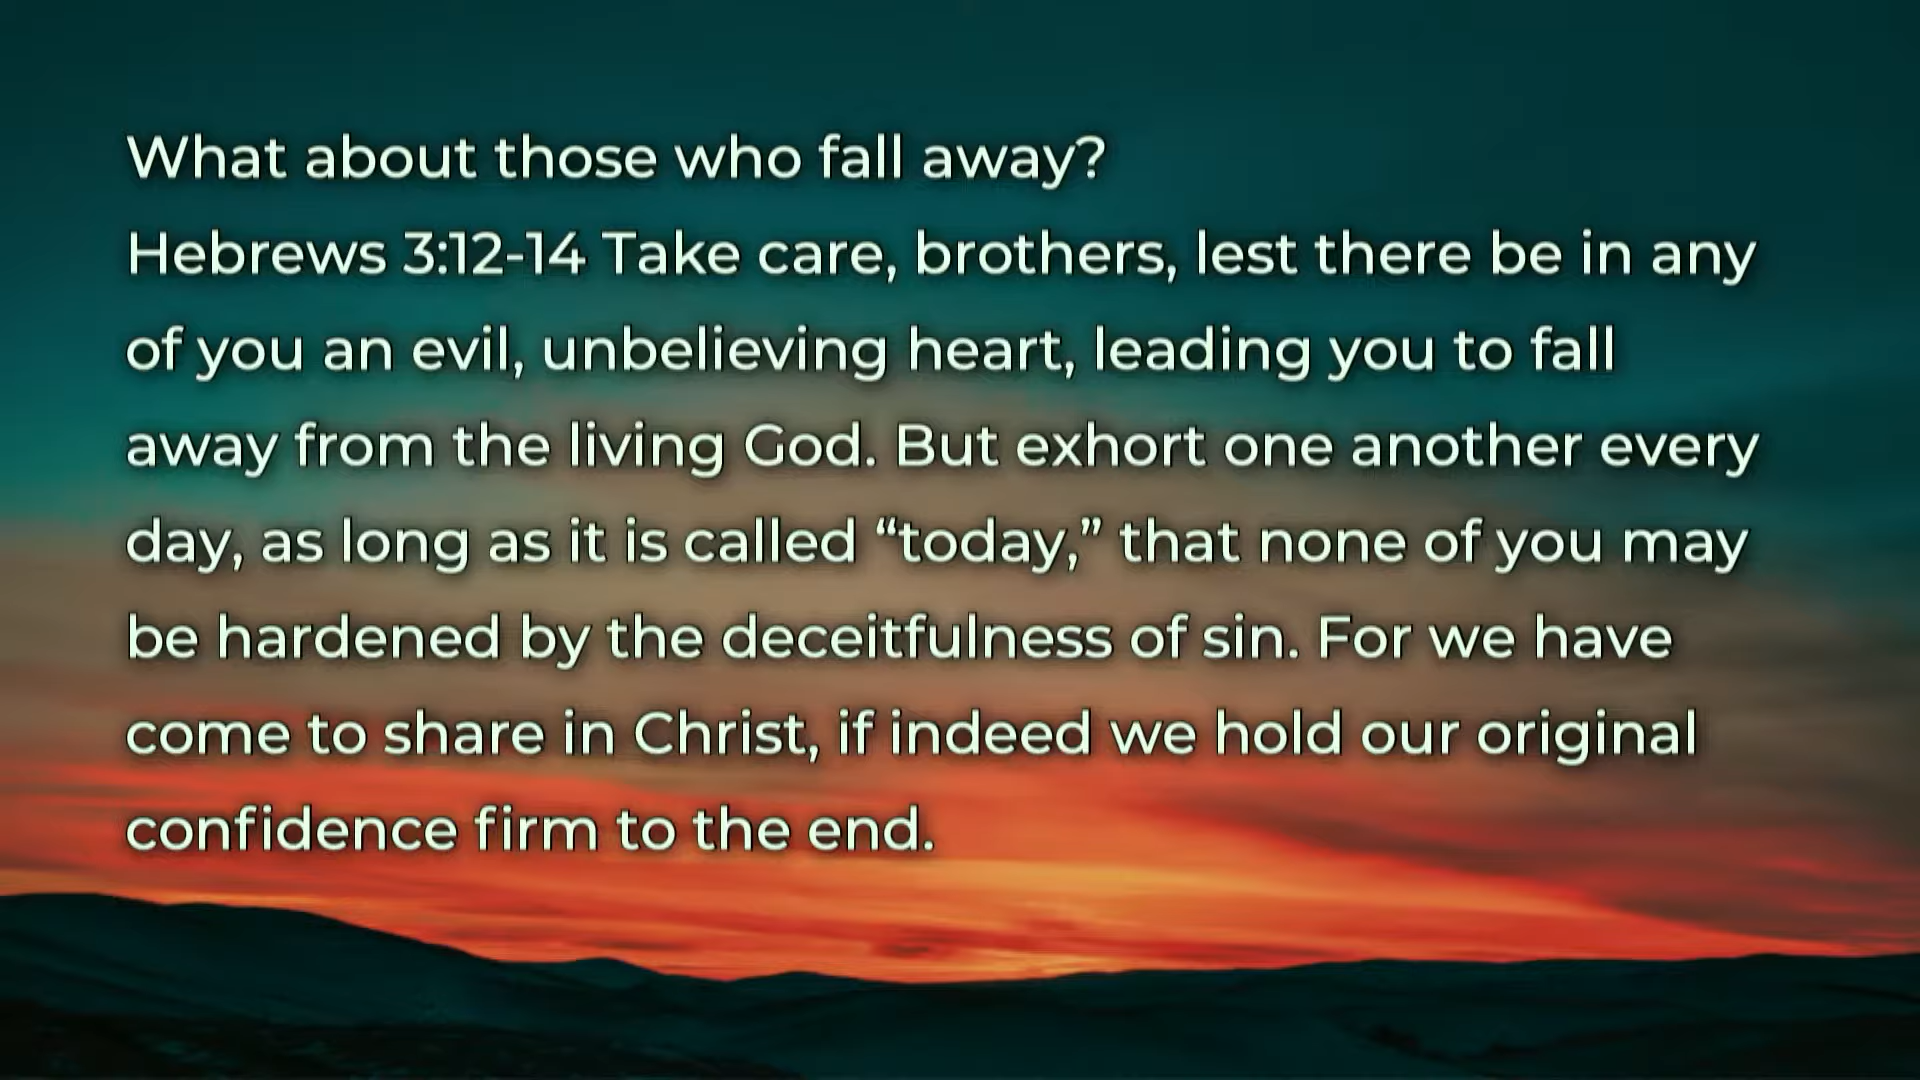 What about those who fall away?
Hebrews 3:12-14 Take care, brothers, lest there be in any
of you an evil, unbelieving heart, leading you to fall
away from the living God. But exhort one another every
day, as long as it is called “today,” that none of you may
be hardened by the deceitfulness of sin. For we have
come to share in Christ, if indeed we hold our original
confidence firm to the end.